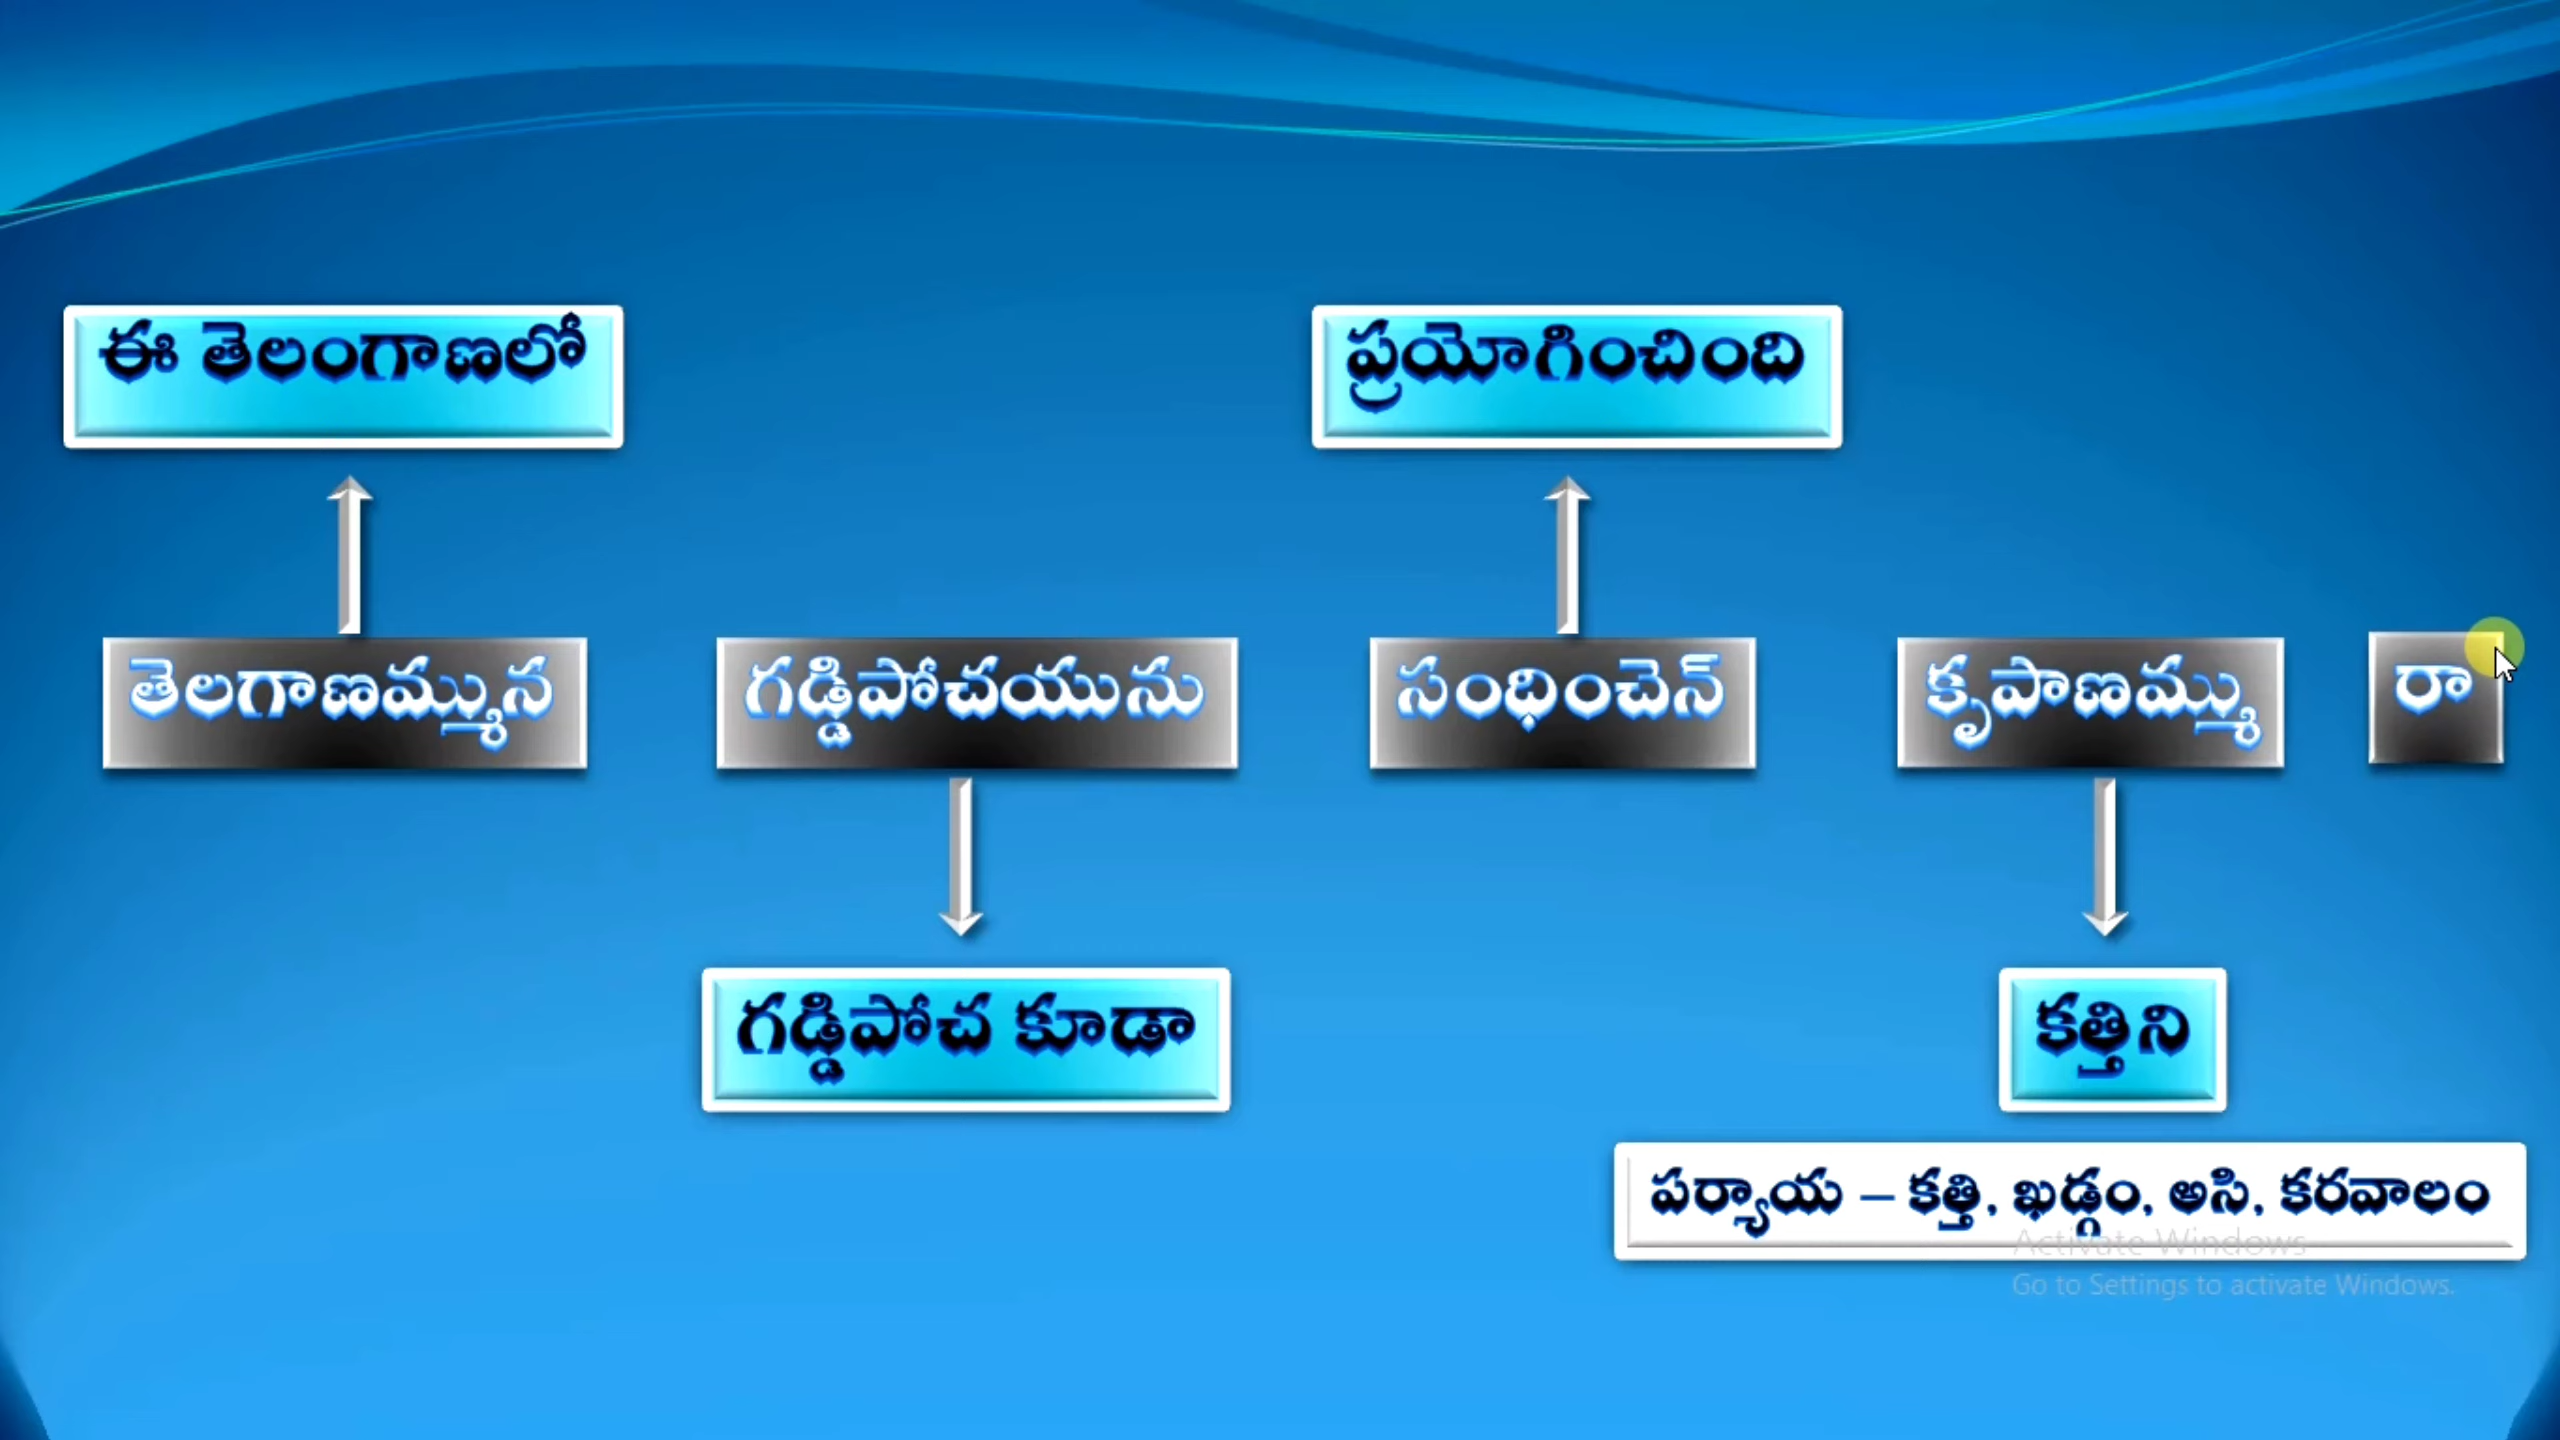 ఈ తెలంగాణలో
ప్రయోగించింది
తెలగాణమ్మున
గడ్డిపోచయును
సంధించెన్
కృపాణమ్ము
రా
గడ్డిపోచ కూడా
కత్తిని
పర్యాయ – కత్తి, ఖడ్గం, అసి, కరవాలం
Activate Windows
Go to Settings to activate Windows.